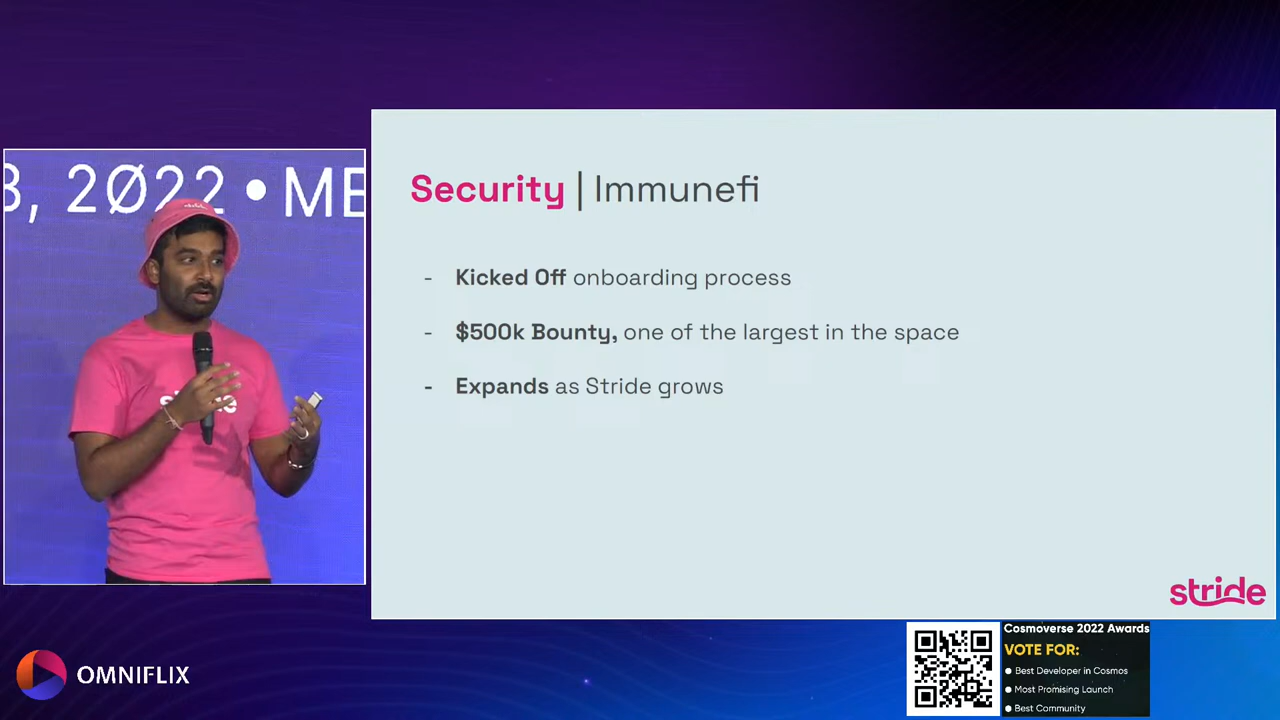 3, 2022 • ME
Security | Immunefi
- Kicked Off onboarding process
- $500k Bounty, one of the largest in the space
- Expands as Stride grows
stride
OMNIFLIX
Cosmoverse 2022 Awards
VOTE FOR:
● Best Developer in Cosmos
● Most Promising Launch
● Best Community